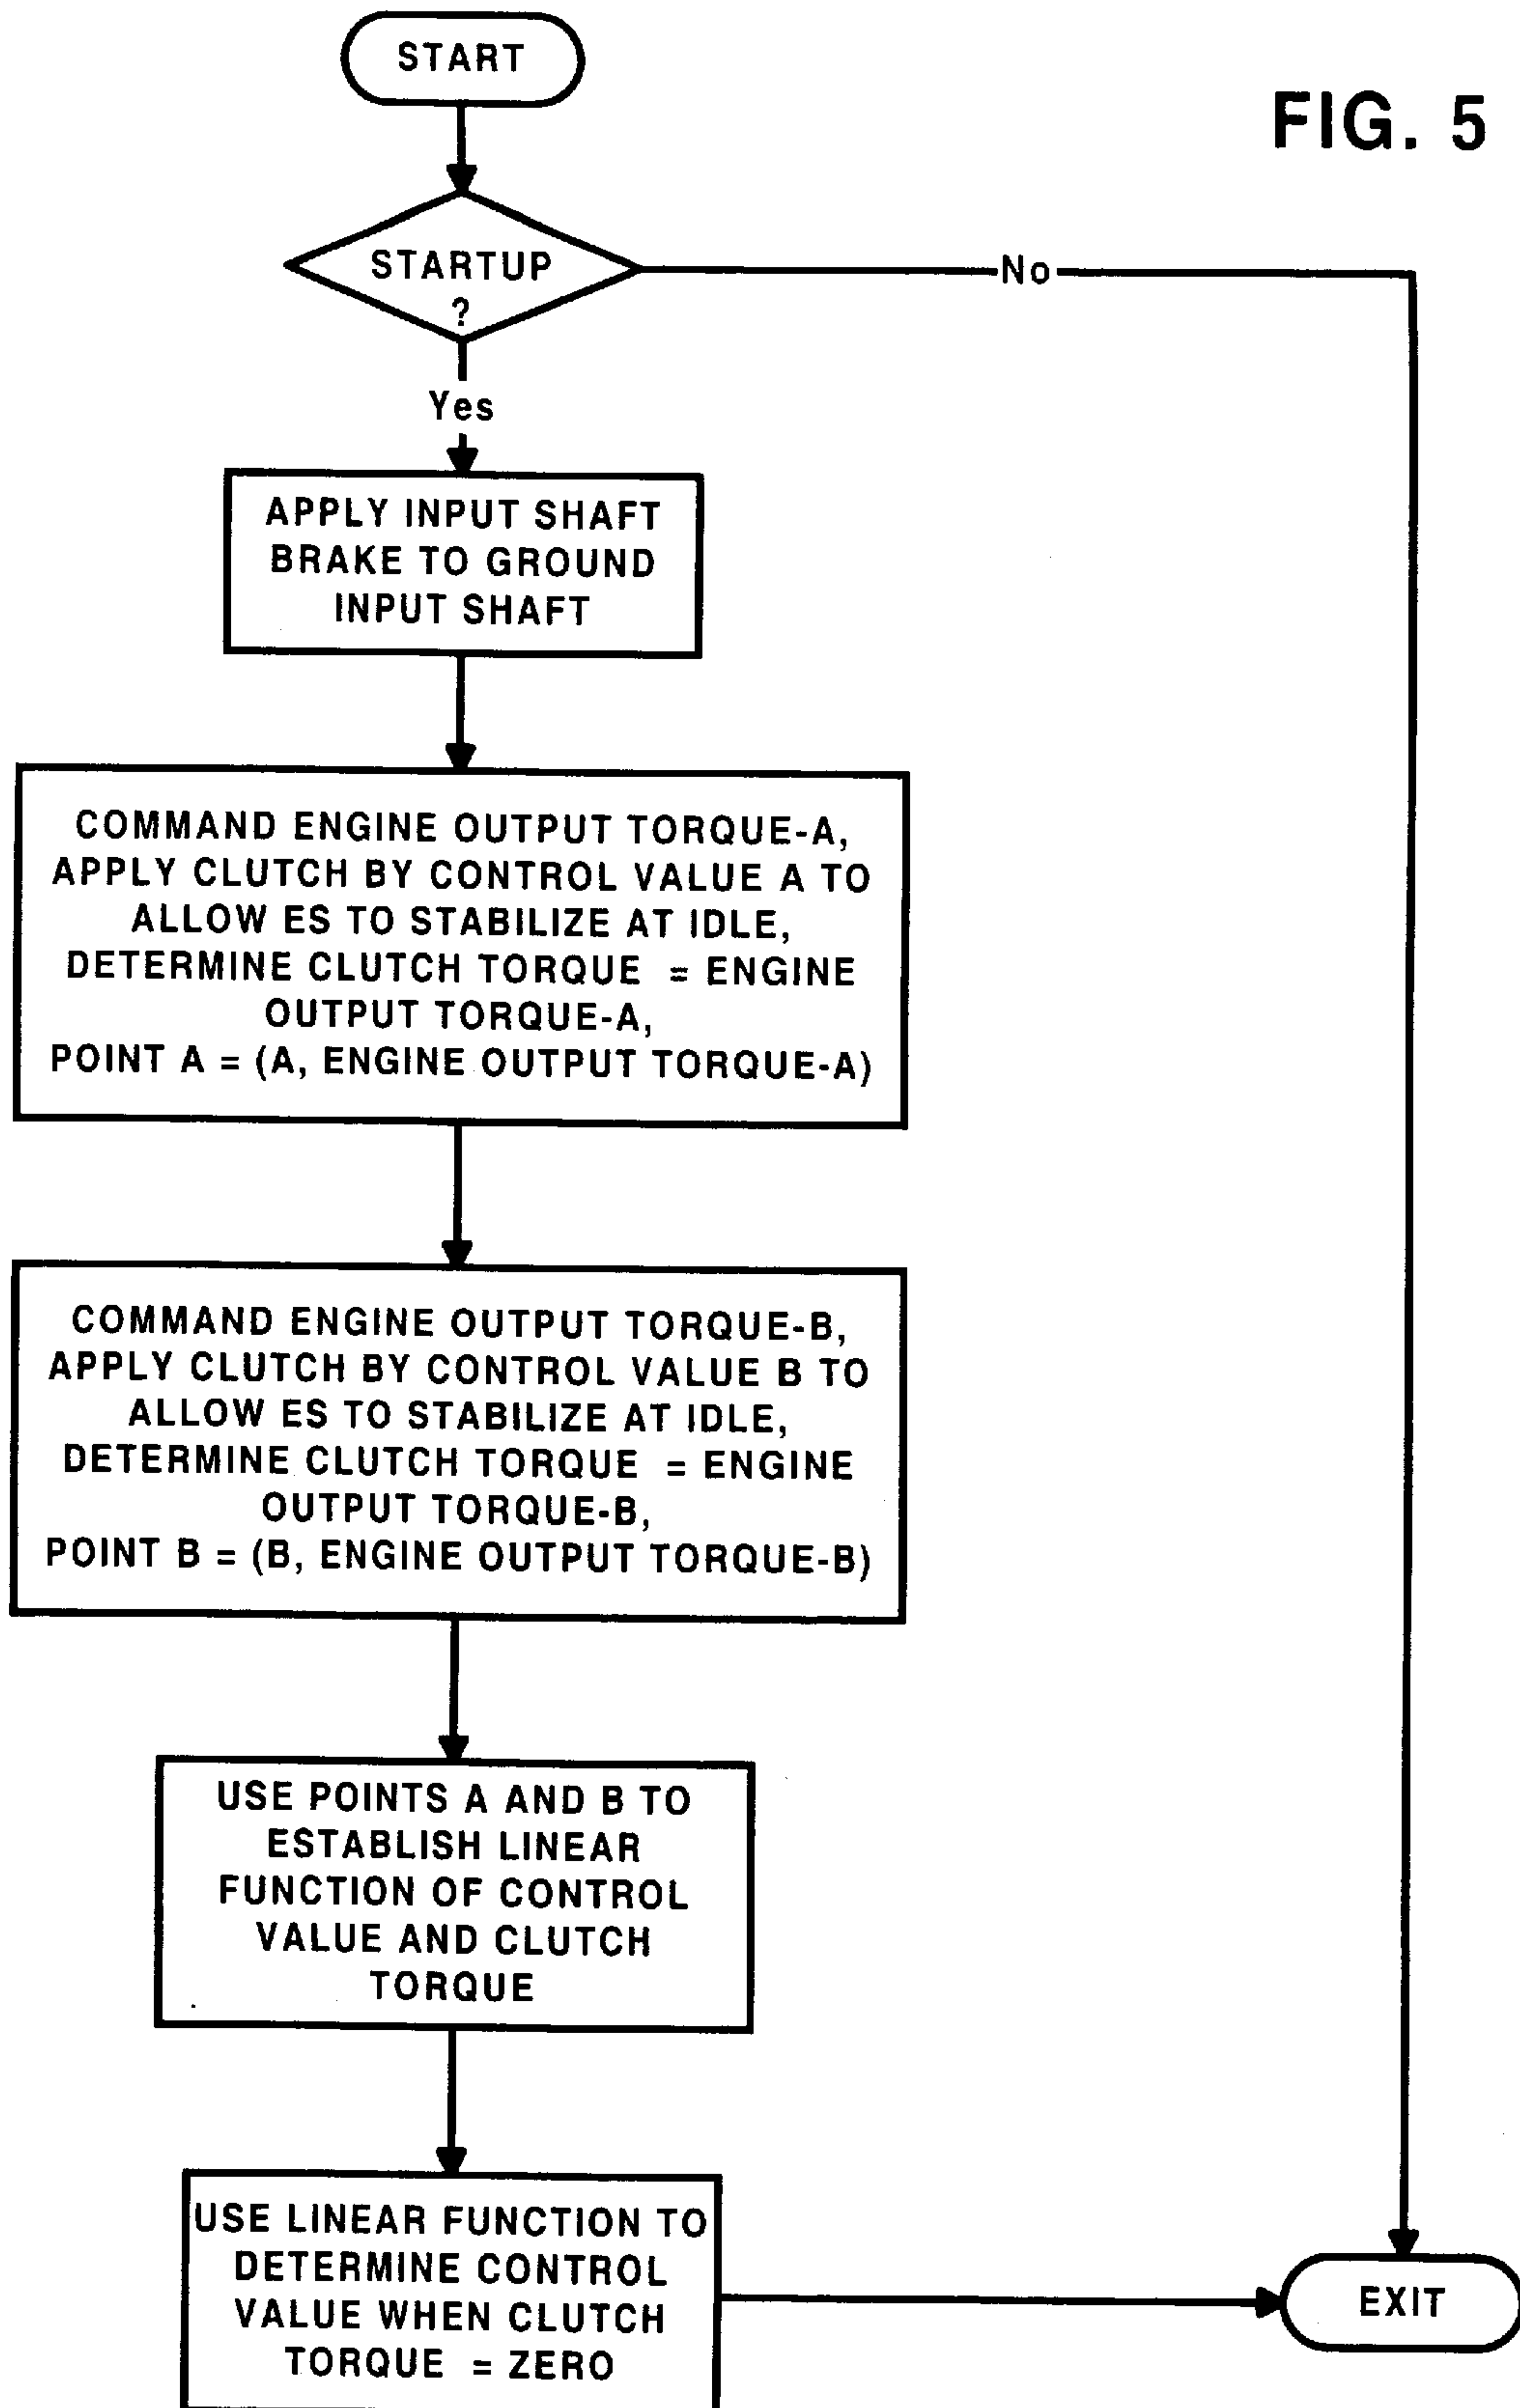 START
FIG. 5
STARTUP
?
No
Yes
APPLY INPUT SHAFT
BRAKE TO GROUND
INPUT SHAFT
COMMAND ENGINE OUTPUT TORQUE-A,
APPLY CLUTCH BY CONTROL VALUE A TO
ALLOW ES TO STABILIZE AT IDLE,
DETERMINE CLUTCH TORQUE = ENGINE
OUTPUT TORQUE-A,
POINT A = (A, ENGINE OUTPUT TORQUE-A)
COMMAND ENGINE OUTPUT TORQUE-B,
APPLY CLUTCH BY CONTROL VALUE B TO
ALLOW ES TO STABILIZE AT IDLE,
DETERMINE CLUTCH TORQUE = ENGINE
OUTPUT TORQUE-B,
POINT B = (B, ENGINE OUTPUT TORQUE-B)
USE POINTS A AND B TO
ESTABLISH LINEAR
FUNCTION OF CONTROL
VALUE AND CLUTCH
TORQUE
USE LINEAR FUNCTION TO
DETERMINE CONTROL
VALUE WHEN CLUTCH
TORQUE = ZERO
EXIT